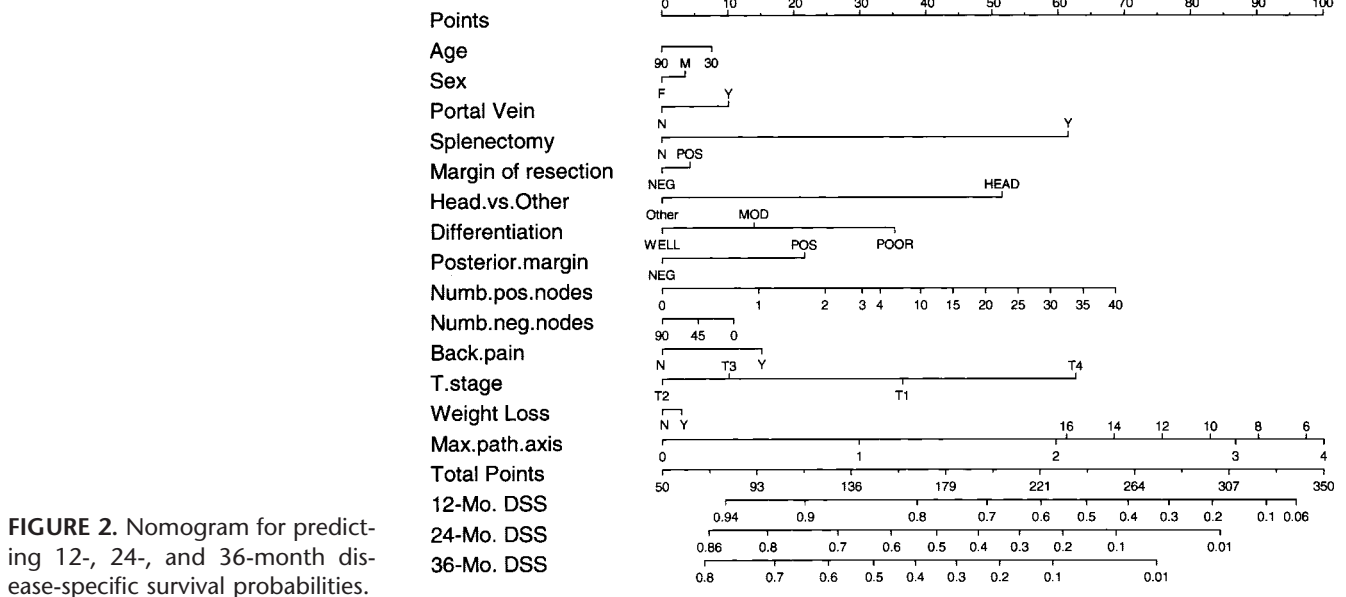 0 10 20 30 40 50 60 70 80 90 100
Points
Age
90 M 30
Sex
F Y
Portal Vein
N Y
Splenectomy
N POS
Margin of resection
NEG HEAD
Head.vs.Other
Other MOD
Differentiation
WELL POS POOR
Posterior.margin
NEG
Numb.pos.nodes
0 1 2 3 4 10 15 20 25 30 35 40
Numb.neg.nodes
90 45 0
Back.pain
N T3 Y T4
T.stage
T2 T1
Weight Loss
N Y 16 14 12 10 8 6
Max.path.axis
0 1 2 3 4
Total Points
50 93 136 179 221 264 307 350
12-Mo. DSS
0.94 0.9 0.8 0.7 0.6 0.5 0.4 0.3 0.2 0.1 0.06
24-Mo. DSS
0.86 0.8 0.7 0.6 0.5 0.4 0.3 0.2 0.1 0.01
36-Mo. DSS
0.8 0.7 0.6 0.5 0.4 0.3 0.2 0.1 0.01
FIGURE 2. Nomogram for predict-
ing 12-, 24-, and 36-month dis-
ease-specific survival probabilities.